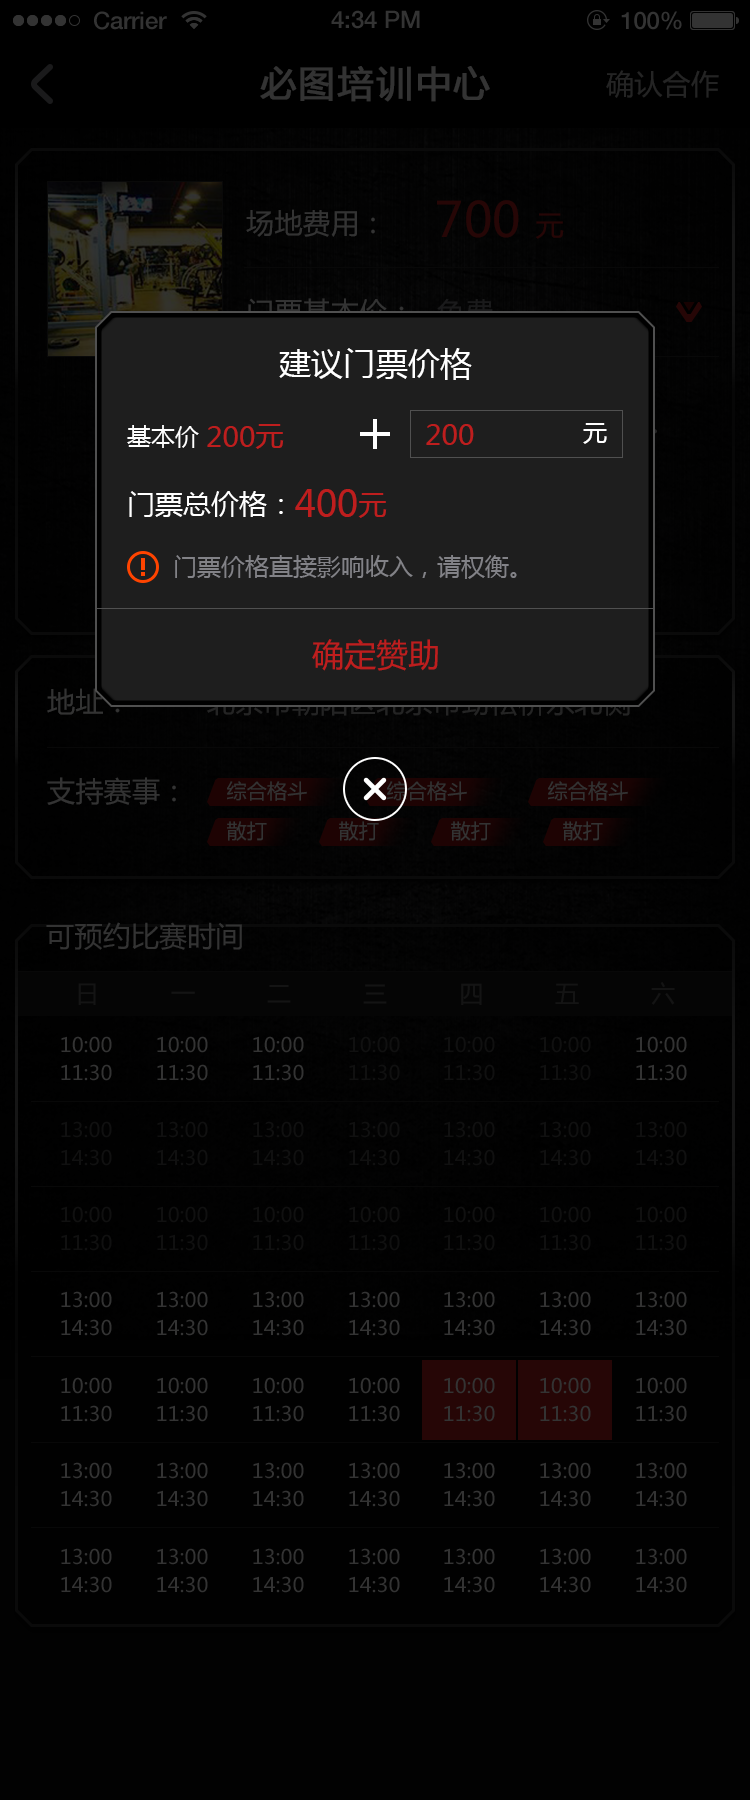 Carrier 4:34 PM 100%
必图培训中心 确认合作
场地费用： 700 元
门票基本价： 免费
建议门票价格
基本价 200元 + 200 元
门票总价格：400元
门票价格直接影响收入，请权衡。
确定赞助
地址： 北京市朝阳区北京市劲松桥东北侧
支持赛事： 综合格斗 综合格斗 综合格斗
散打 散打 散打 散打
可预约比赛时间
日 一 二 三 四 五 六
10:00 10:00 10:00 10:00 10:00 10:00 10:00
11:30 11:30 11:30 11:30 11:30 11:30 11:30
13:00 13:00 13:00 13:00 13:00 13:00 13:00
14:30 14:30 14:30 14:30 14:30 14:30 14:30
10:00 10:00 10:00 10:00 10:00 10:00 10:00
11:30 11:30 11:30 11:30 11:30 11:30 11:30
13:00 13:00 13:00 13:00 13:00 13:00 13:00
14:30 14:30 14:30 14:30 14:30 14:30 14:30
10:00 10:00 10:00 10:00 10:00 10:00 10:00
11:30 11:30 11:30 11:30 11:30 11:30 11:30
13:00 13:00 13:00 13:00 13:00 13:00 13:00
14:30 14:30 14:30 14:30 14:30 14:30 14:30
13:00 13:00 13:00 13:00 13:00 13:00 13:00
14:30 14:30 14:30 14:30 14:30 14:30 14:30